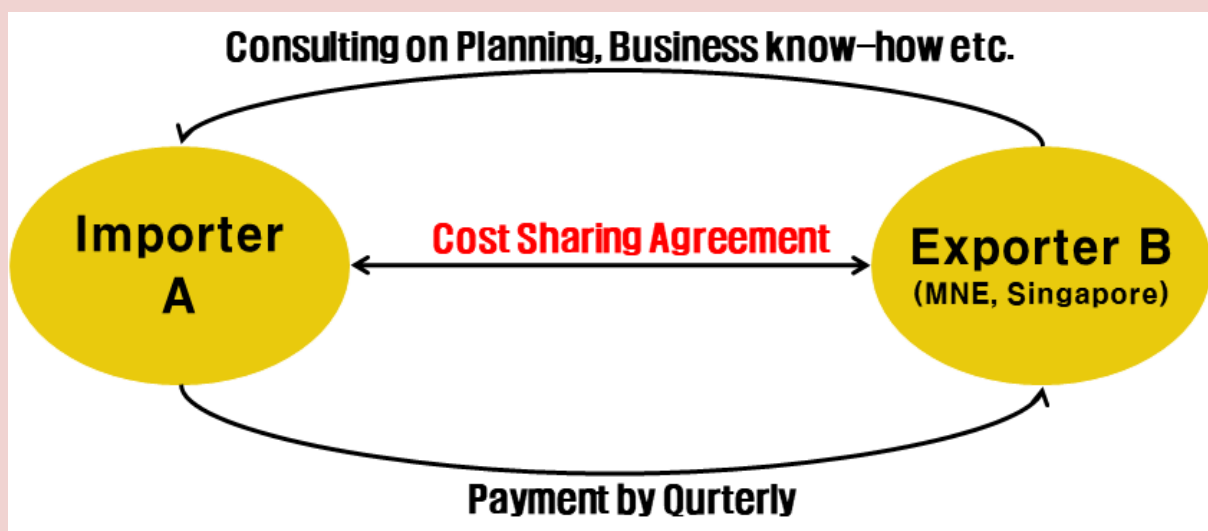 Consulting on Planning, Business know-how etc.
Importer
A
Cost Sharing Agreement
Exporter B
(MNE, Singapore)
Payment by Qurterly